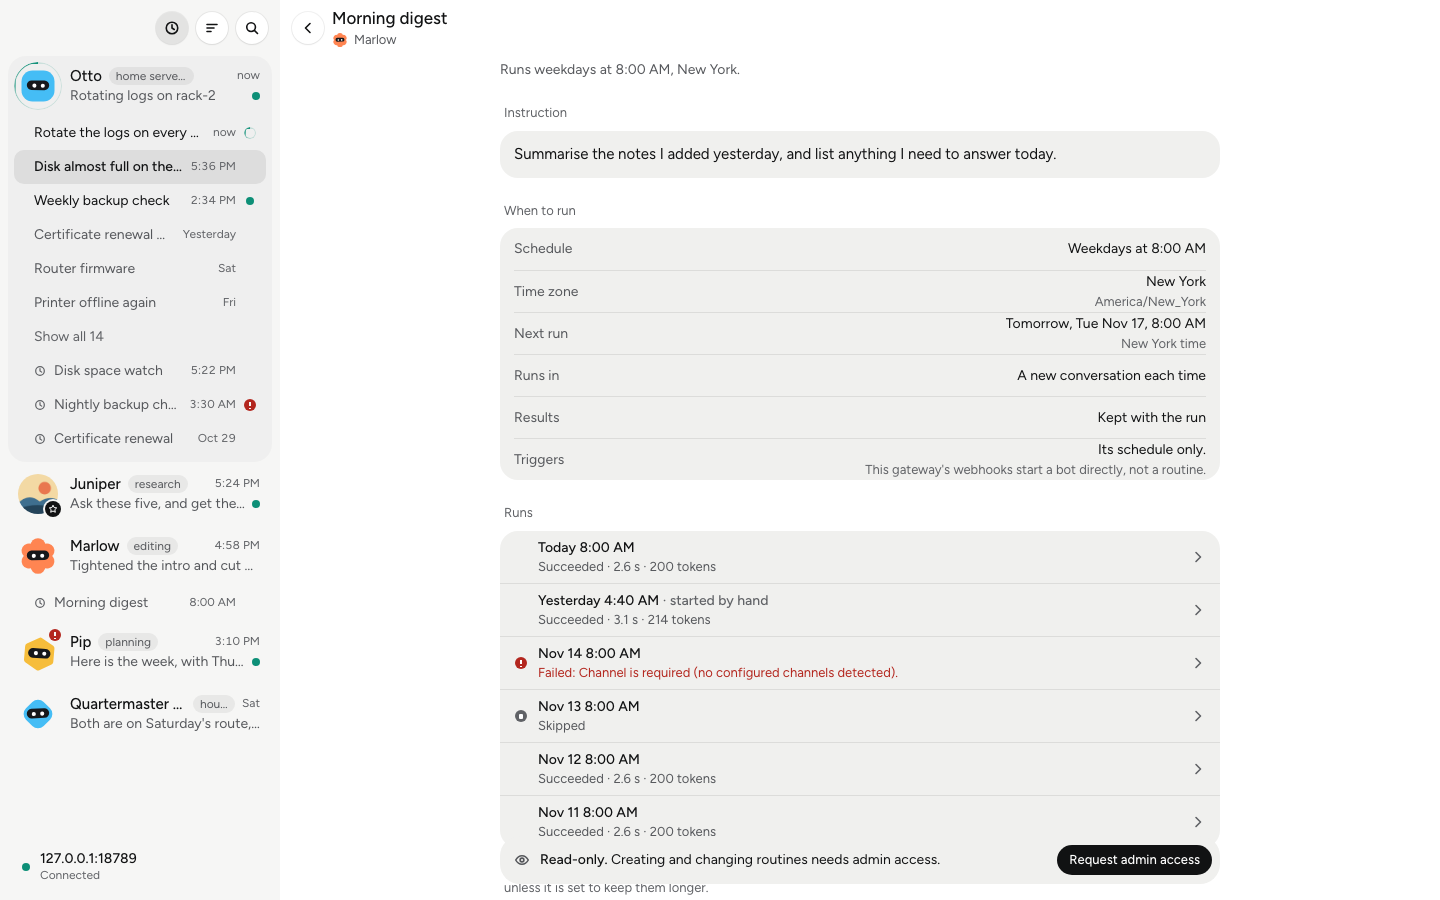 Otto home serve... now
Rotating logs on rack-2
Rotate the logs on every ... now
Disk almost full on the... 5:36 PM
Weekly backup check 2:34 PM
Certificate renewal ... Yesterday
Router firmware Sat
Printer offline again Fri
Show all 14
Disk space watch 5:22 PM
Nightly backup ch... 3:30 AM
Certificate renewal Oct 29
Juniper research 5:24 PM
Ask these five, and get the...
Marlow editing 4:58 PM
Tightened the intro and cut ...
Morning digest 8:00 AM
Pip planning 3:10 PM
Here is the week, with Thu...
Quartermaster ... hou... Sat
Both are on Saturday's route,...
127.0.0.1:18789
Connected
Morning digest
Marlow
Runs weekdays at 8:00 AM, New York.
Instruction
Summarise the notes I added yesterday, and list anything I need to answer today.
When to run
Schedule Weekdays at 8:00 AM
Time zone New York
America/New_York
Next run Tomorrow, Tue Nov 17, 8:00 AM
New York time
Runs in A new conversation each time
Results Kept with the run
Triggers Its schedule only.
This gateway's webhooks start a bot directly, not a routine.
Runs
Today 8:00 AM
Succeeded · 2.6 s · 200 tokens
Yesterday 4:40 AM · started by hand
Succeeded · 3.1 s · 214 tokens
Nov 14 8:00 AM
Failed: Channel is required (no configured channels detected).
Nov 13 8:00 AM
Skipped
Nov 12 8:00 AM
Succeeded · 2.6 s · 200 tokens
Nov 11 8:00 AM
Succeeded · 2.6 s · 200 tokens
Read-only. Creating and changing routines needs admin access. Request admin access
unless it is set to keep them longer.